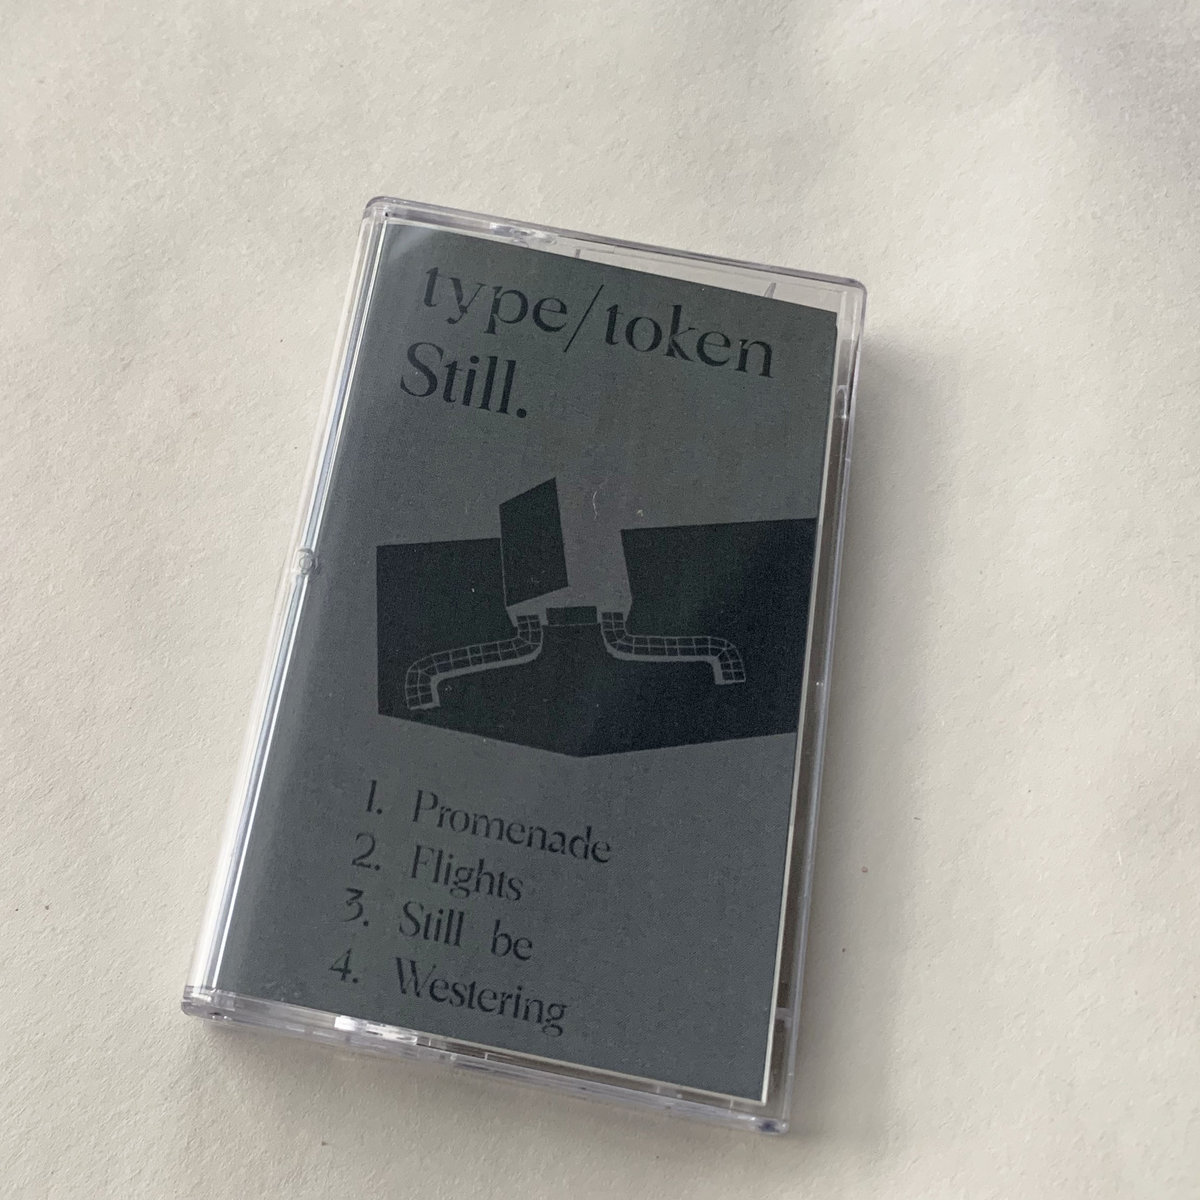 type/token
Still.
1. Promenade
2. Flights
3. Still be
4. Westering